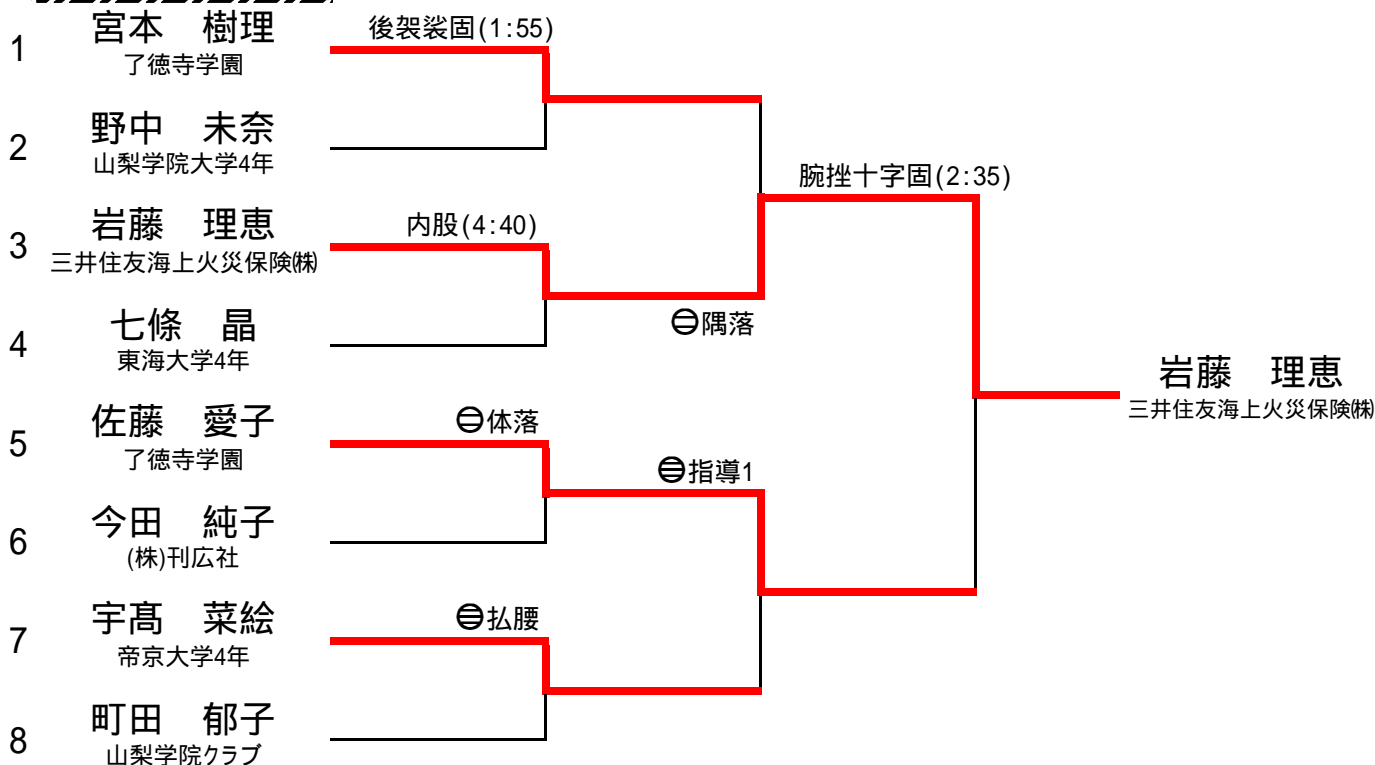 1
宮本　樹理
了徳寺学園
後袈裟固(1:55)
2
野中　未奈
山梨学院大学4年
腕挫十字固(2:35)
3
岩藤　理恵
三井住友海上火災保険㈱
内股(4:40)
4
七條　晶
東海大学4年
隅落
岩藤　理恵
三井住友海上火災保険㈱
5
佐藤　愛子
了徳寺学園
体落
指導1
6
今田　純子
(株)刊広社
7
宇髙　菜絵
帝京大学4年
払腰
8
町田　郁子
山梨学院クラブ